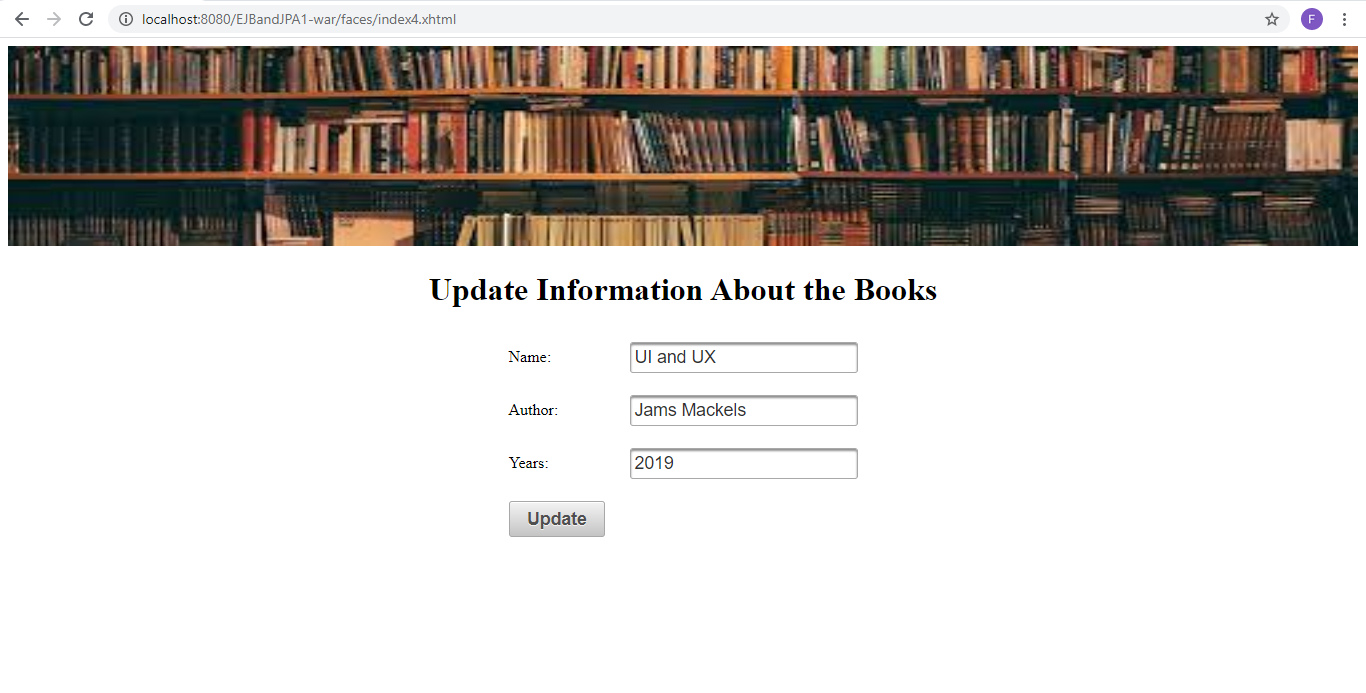 localhost:8080/EJBandJPA1-war/faces/index4.xhtml
F
Update Information About the Books
Name:
UI and UX
Author:
Jams Mackels
Years:
2019
Update